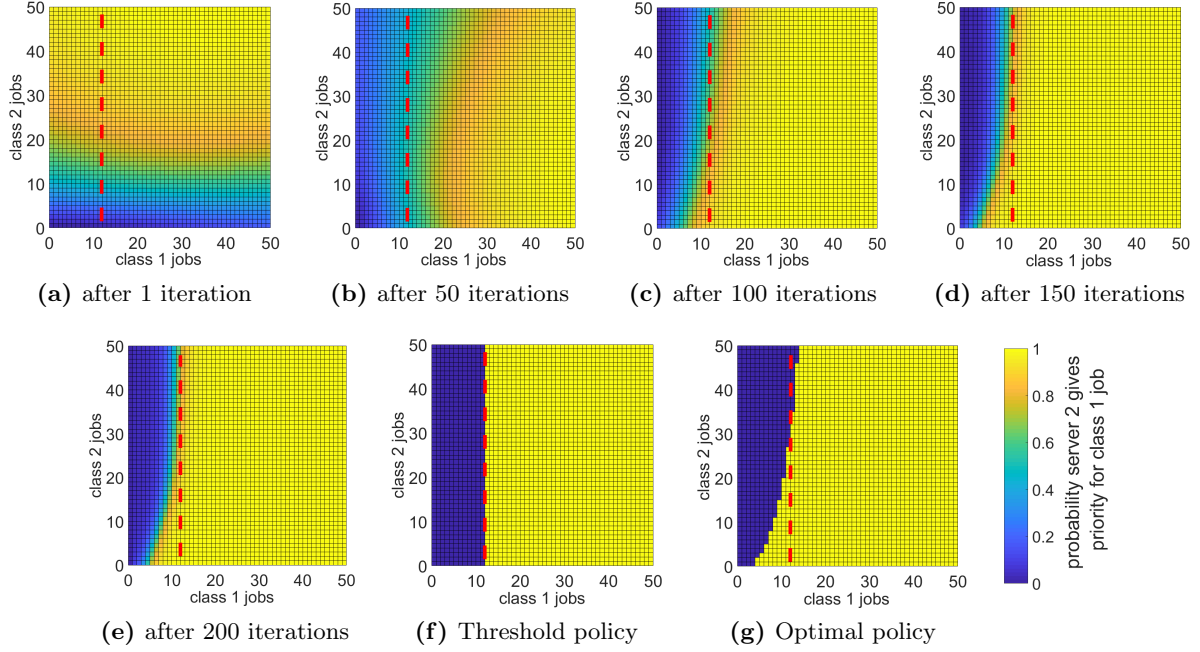 50
40
30
20
10
0
class 2 jobs
0 10 20 30 40 50
class 1 jobs
(a) after 1 iteration
50
40
30
20
10
0
class 2 jobs
0 10 20 30 40 50
class 1 jobs
(b) after 50 iterations
50
40
30
20
10
0
class 2 jobs
0 10 20 30 40 50
class 1 jobs
(c) after 100 iterations
50
40
30
20
10
0
class 2 jobs
0 10 20 30 40 50
class 1 jobs
(d) after 150 iterations
50
40
30
20
10
0
class 2 jobs
0 10 20 30 40 50
class 1 jobs
(e) after 200 iterations
50
40
30
20
10
0
class 2 jobs
0 10 20 30 40 50
class 1 jobs
(f) Threshold policy
50
40
30
20
10
0
class 2 jobs
0 10 20 30 40 50
class 1 jobs
(g) Optimal policy
1
0.8
0.6
0.4
0.2
0
probability server 2 gives
priority for class 1 job